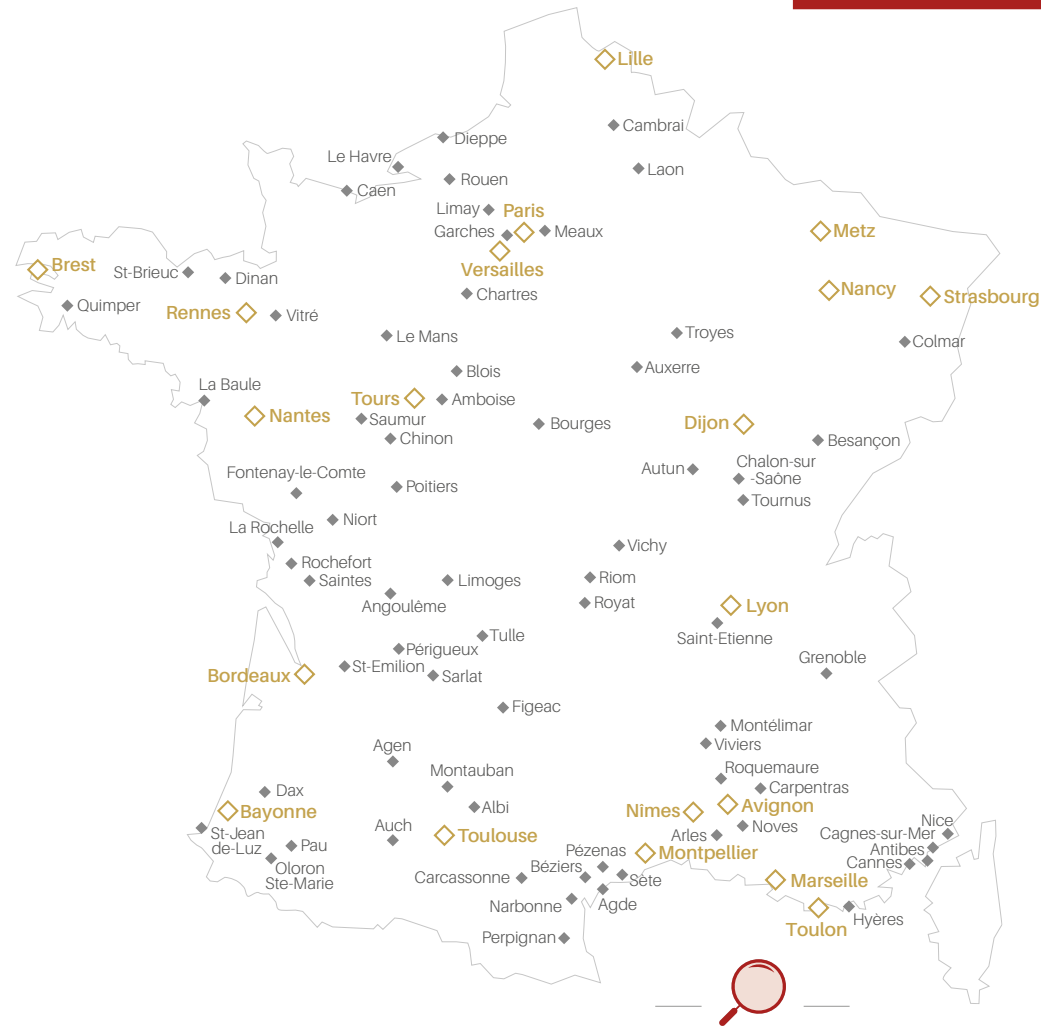 Lille
Cambrai
Dieppe
Le Havre
Laon
Rouen
Caen
Limay
Paris
Garches
Meaux
Metz
Versailles
Brest
St-Brieuc
Dinan
Nancy
Chartres
Strasbourg
Quimper
Rennes
Vitré
Le Mans
Troyes
Colmar
Auxerre
Blois
La Baule
Tours
Amboise
Nantes
Saumur
Bourges
Dijon
Chinon
Besançon
Autun
Chalon-sur
-Saône
Fontenay-le-Comte
Poitiers
Tournus
Niort
La Rochelle
Vichy
Rochefort
Saintes
Limoges
Riom
Angoulême
Royat
Lyon
Saint-Etienne
Tulle
Périgueux
Grenoble
St-Emilion
Bordeaux
Sarlat
Figeac
Montélimar
Agen
Viviers
Montauban
Roquemaure
Dax
Carpentras
Albi
Avignon
Bayonne
Nimes
Nice
Auch
Noves
St-Jean
de-Luz
Toulouse
Arles
Cagnes-sur-Mer
Pau
Pézenas
Montpellier
Antibes
Oloron
Ste-Marie
Béziers
Cannes
Carcassonne
Sète
Marseille
Narbonne
Agde
Hyères
Toulon
Perpignan